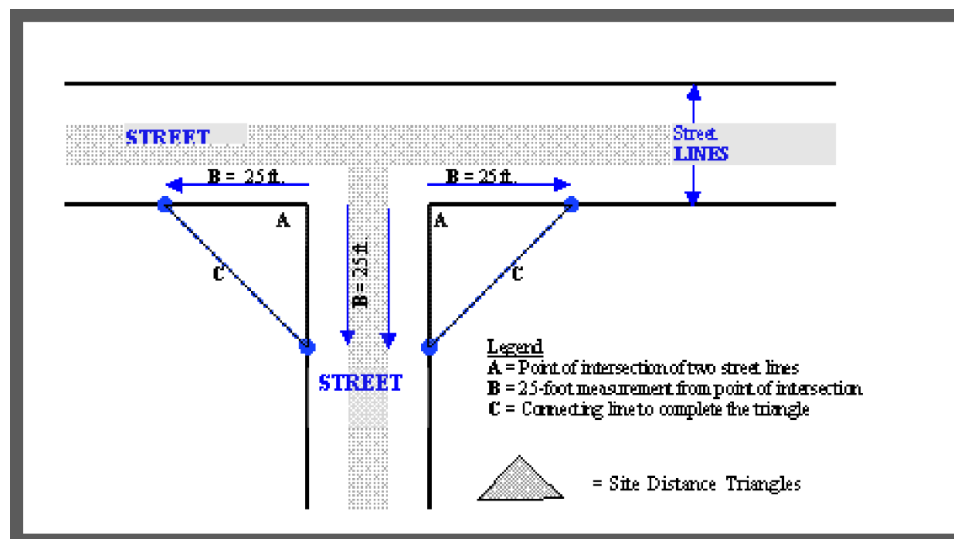 STREET
Street
LINES
B = 25 ft.
B = 25 ft.
A
A
B = 25 ft.
C
C
STREET
Legend
A = Point of intersection of two street lines
B = 25-foot measurement from point of intersection
C = Connecting line to complete the triangle
= Site Distance Triangles